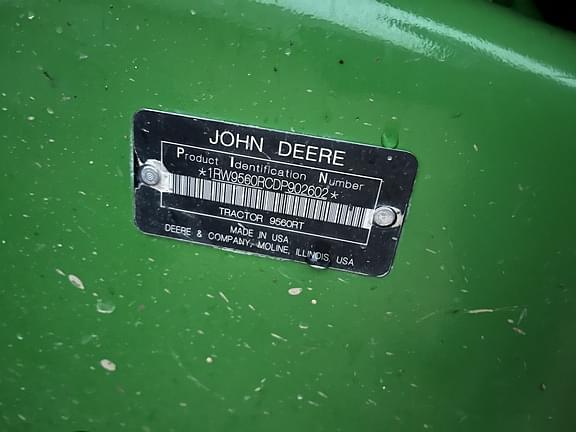 JOHN DEERE
Product Identification Number
*1RW9560RCDP902602*
TRACTOR 9560RT
MADE IN USA
DEERE & COMPANY, MOLINE, ILLINOIS, USA